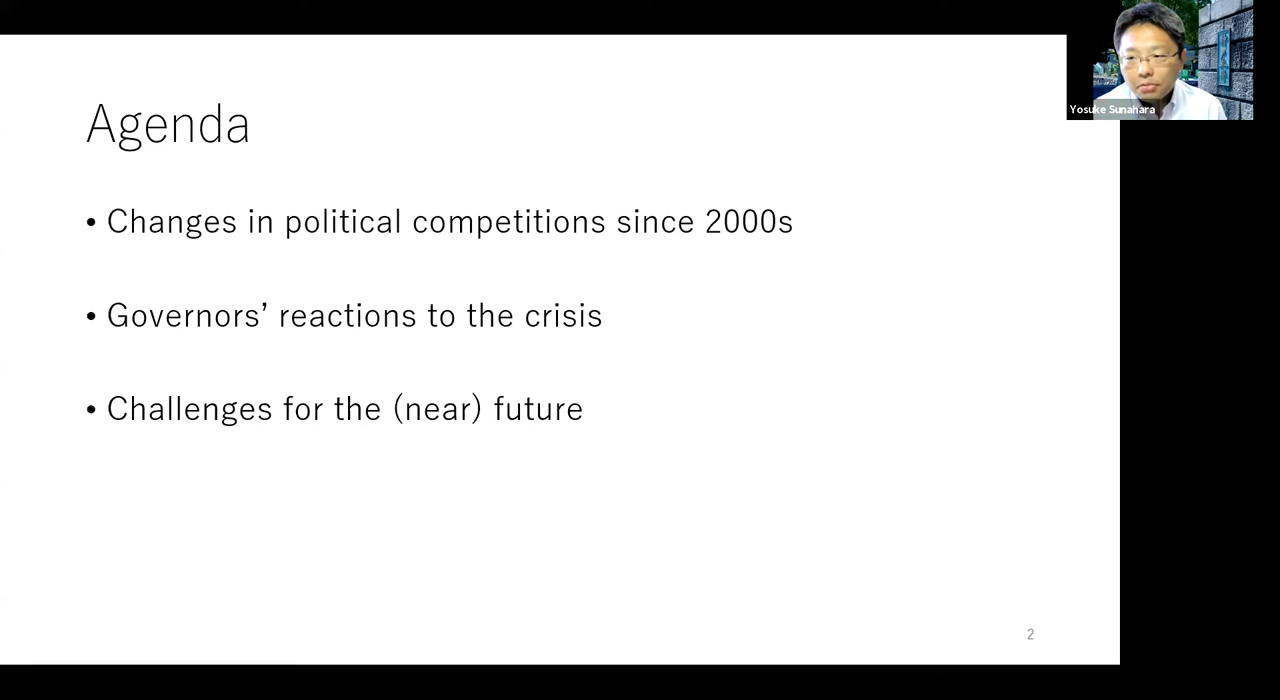 Agenda
• Changes in political competitions since 2000s
• Governors’ reactions to the crisis
• Challenges for the (near) future
2
Yosuke Sunahara